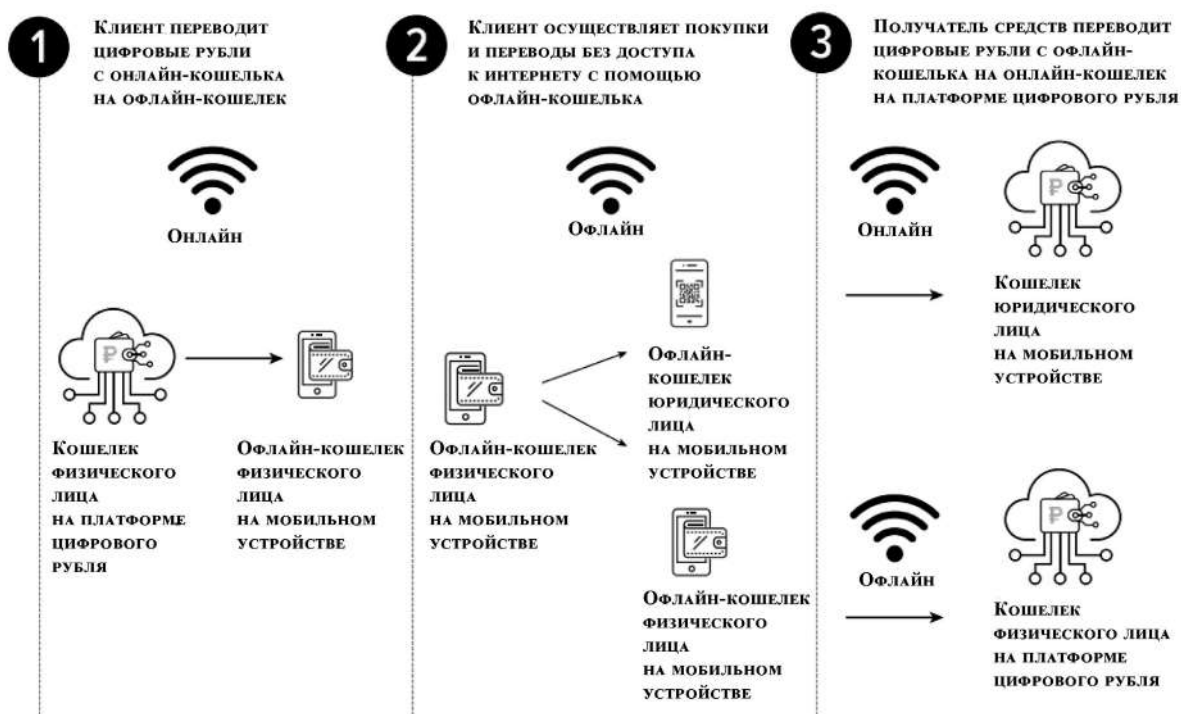 1
Клиент переводит
цифровые рубли
с онлайн-кошелька
на офлайн-кошелек
Онлайн
Кошелек
физического
лица
на платформе
цифрового
рубля
Офлайн-кошелек
физического
лица
на мобильном
устройстве
2
Клиент осуществляет покупки
и переводы без доступа
к интернету с помощью
офлайн-кошелька
Офлайн
Офлайн-кошелек
физического
лица
на мобильном
устройстве
Офлайн-
кошелек
юридического
лица
на мобильном
устройстве
Офлайн-кошелек
физического
лица
на мобильном
устройстве
3
Получатель средств переводит
цифровые рубли с офлайн-
кошелька на онлайн-кошелек
на платформе цифрового рубля
Онлайн
Кошелек
юридического
лица
на мобильном
устройстве
Офлайн
Кошелек
физического лица
на платформе
цифрового рубля